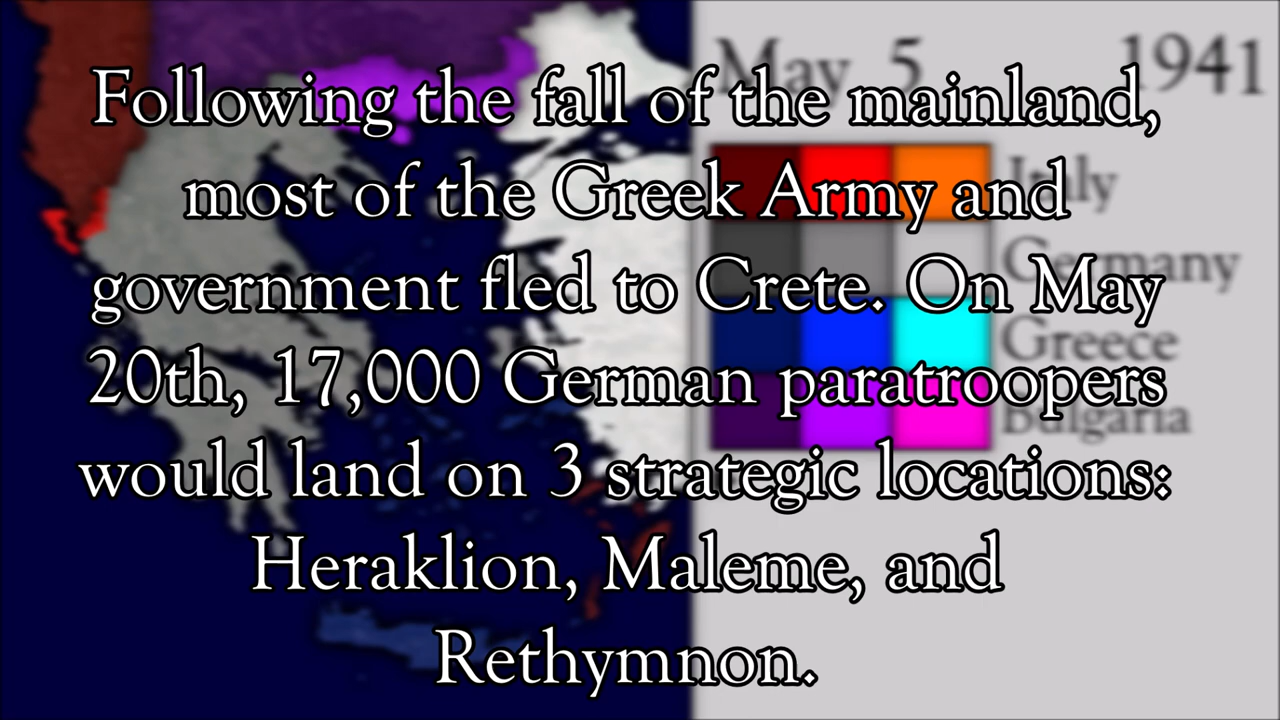 Following the fall of the mainland,
most of the Greek Army and
government fled to Crete. On May
20th, 17,000 German paratroopers
would land on 3 strategic locations:
Heraklion, Maleme, and
Rethymnon.
May 5 1941
Italy
Germany
Greece
Bulgaria